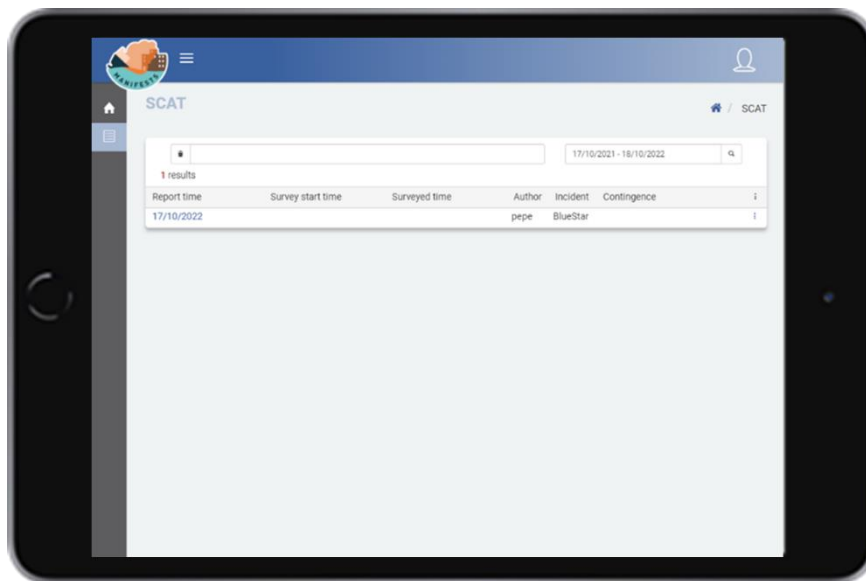 MANIFESTS
SCAT
/ SCAT
17/10/2021 - 18/10/2022
1 results
Report time Survey start time Surveyed time Author Incident Contingence
17/10/2022 pepe BlueStar